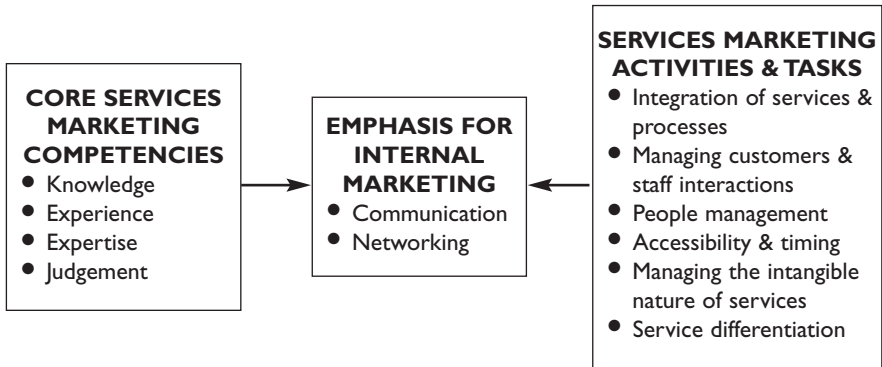 CORE SERVICES
MARKETING
COMPETENCIES
● Knowledge
● Experience
● Expertise
● Judgement
EMPHASIS FOR
INTERNAL
MARKETING
● Communication
● Networking
SERVICES MARKETING
ACTIVITIES & TASKS
● Integration of services &
processes
● Managing customers &
staff interactions
● People management
● Accessibility & timing
● Managing the intangible
nature of services
● Service differentiation